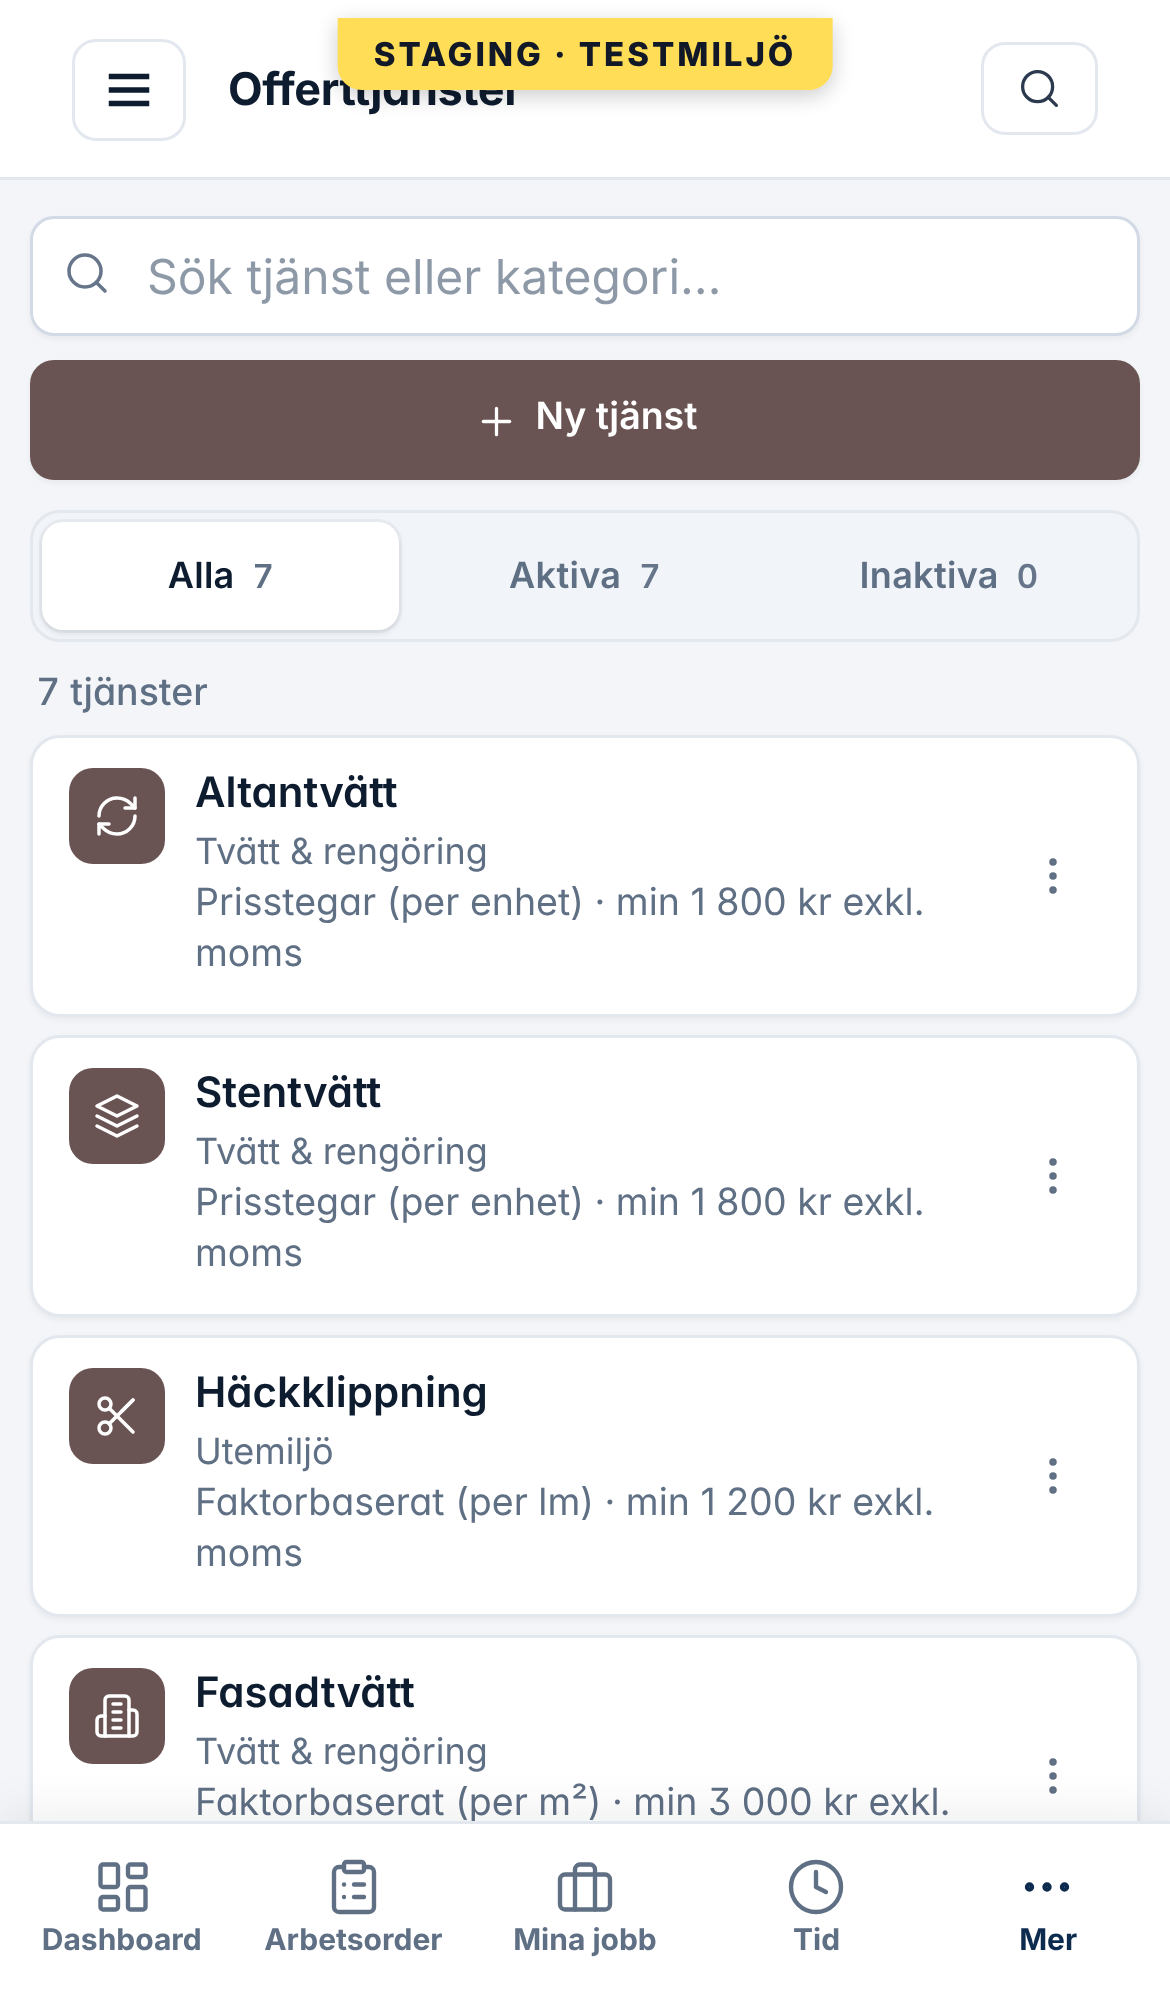 STAGING · TESTMILJÖ
Offerttjänster
Sök tjänst eller kategori...
Ny tjänst
Alla 7
Aktiva 7
Inaktiva 0
7 tjänster
Altantvätt
Tvätt & rengöring
Prisstegar (per enhet) · min 1 800 kr exkl.
moms
Stentvätt
Tvätt & rengöring
Prisstegar (per enhet) · min 1 800 kr exkl.
moms
Häckklippning
Utemiljö
Faktorbaserat (per lm) · min 1 200 kr exkl.
moms
Fasadtvätt
Tvätt & rengöring
Faktorbaserat (per m²) · min 3 000 kr exkl.
Dashboard
Arbetsorder
Mina jobb
Tid
Mer